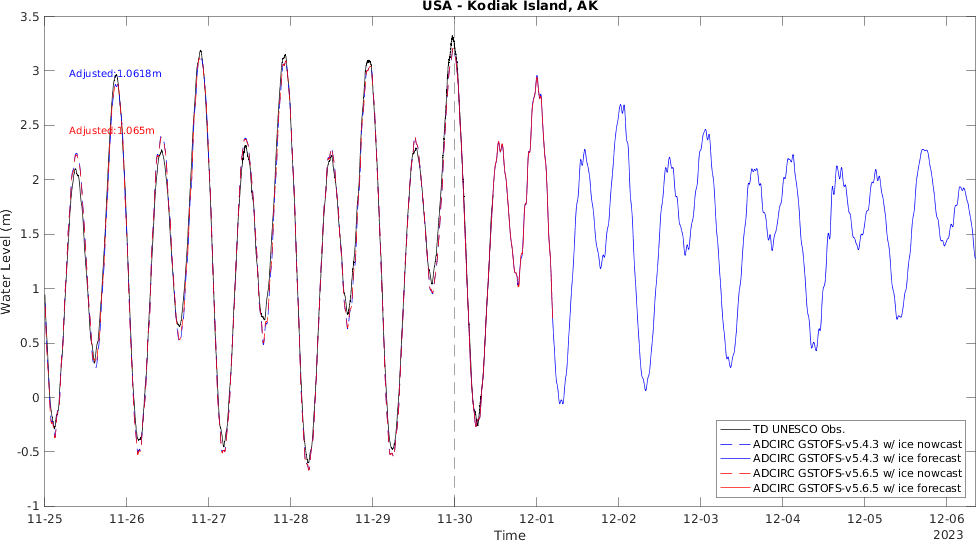 USA - Kodiak Island, AK
3.5
3
2.5
2
1.5
1
0.5
0
-0.5
-1
Water Level (m)
Adjusted:1.0618m
Adjusted:1.065m
TD UNESCO Obs.
ADCIRC GSTOFS-v5.4.3 w/ ice nowcast
ADCIRC GSTOFS-v5.4.3 w/ ice forecast
ADCIRC GSTOFS-v5.6.5 w/ ice nowcast
ADCIRC GSTOFS-v5.6.5 w/ ice forecast
11-25 11-26 11-27 11-28 11-29 11-30 12-01 12-02 12-03 12-04 12-05 12-06
Time
2023